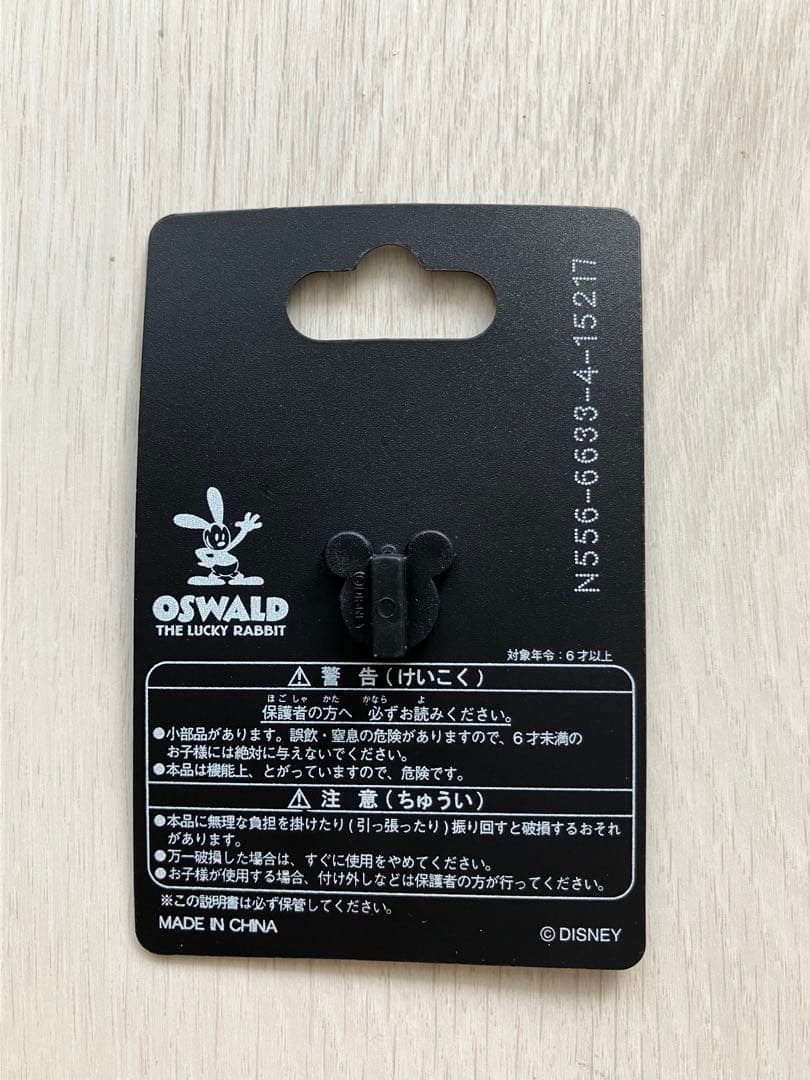 N556-6633-4-15217
OSWALD
THE LUCKY RABBIT
対象年令：6才以上
⚠ 警 告（けいこく）
ほごしゃ かた かなら よ
保護者の方へ 必ずお読みください。
●小部品があります。誤飲・窒息の危険がありますので、6才未満の
お子様には絶対に与えないでください。
●本品は機能上、とがっていますので、危険です。
⚠ 注 意（ちゅうい）
●本品に無理な負担を掛けたり（引っ張ったり）振り回すと破損するおそれ
があります。
●万一破損した場合は、すぐに使用をやめてください。
●お子様が使用する場合、付け外しなどは保護者の方が行ってください。
※この説明書は必ず保管してください。
MADE IN CHINA
© DISNEY